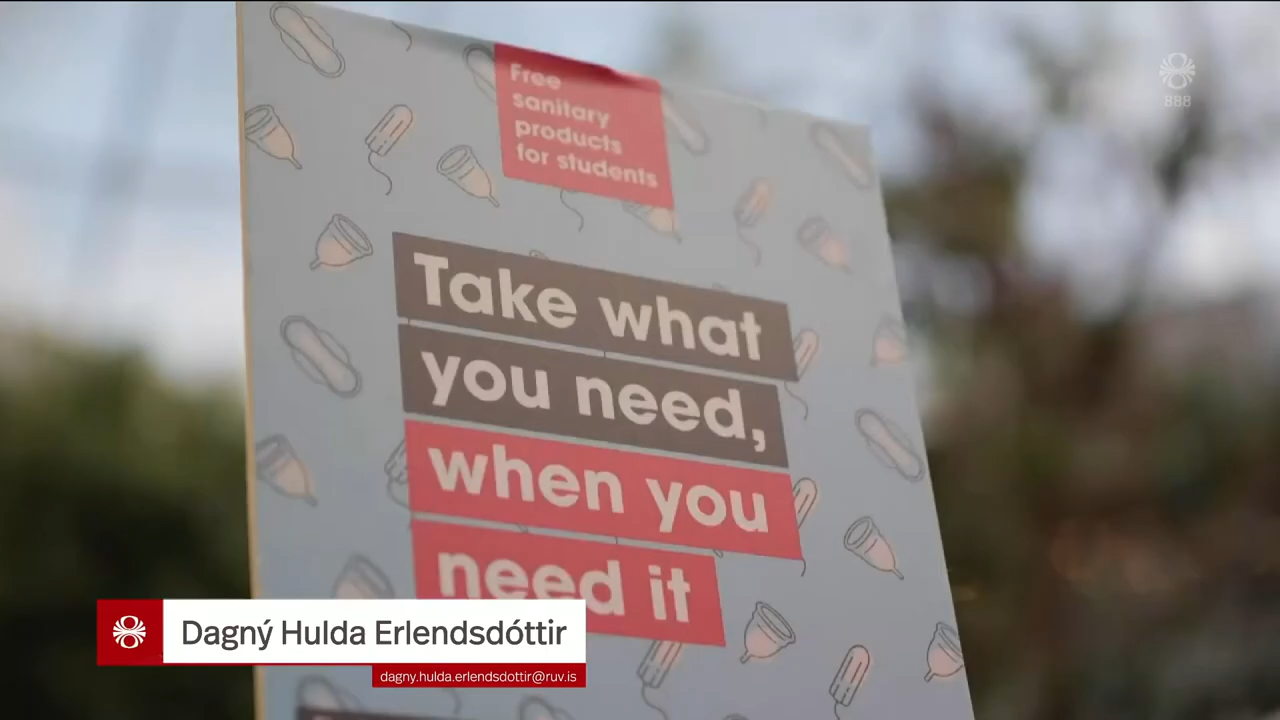 Free
sanitary
products
for students
888
Take what
you need,
when you
need it
Dagný Hulda Erlendsdóttir
dagny.hulda.erlendsdottir@ruv.is